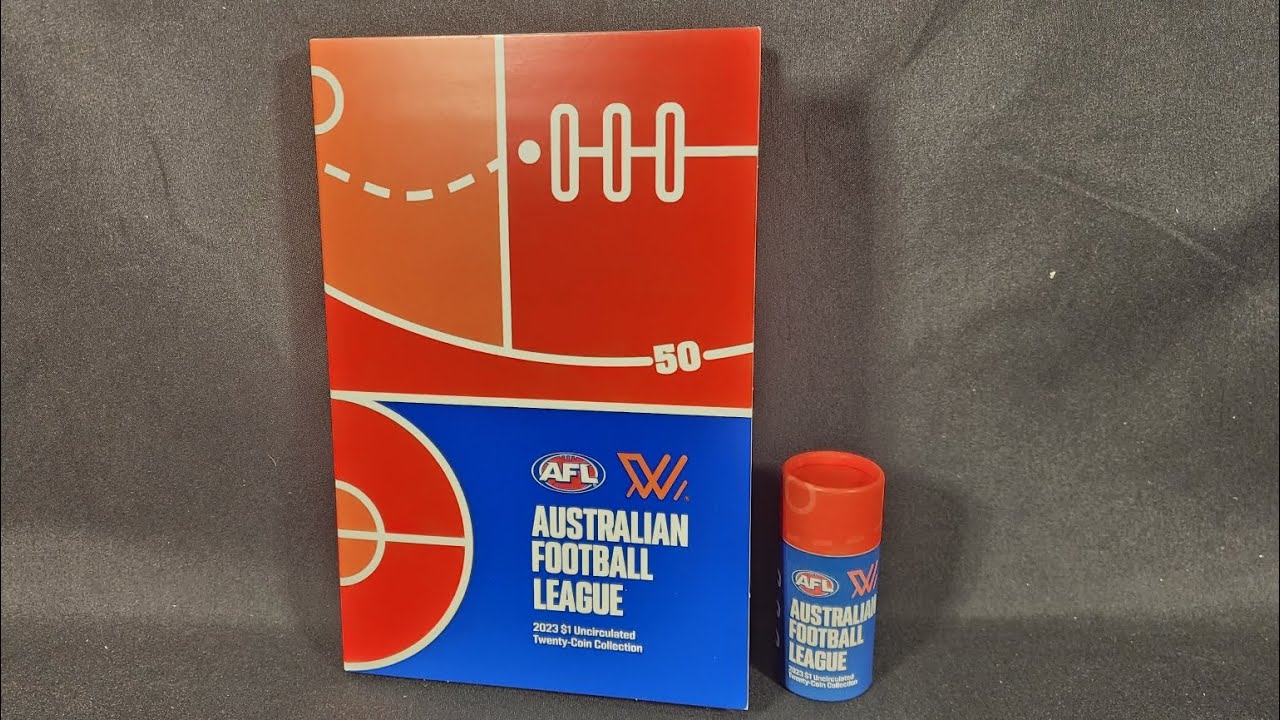 50
AFL
W
AUSTRALIAN
FOOTBALL
LEAGUE
2023 $1 Uncirculated
Twenty-Coin Collection
AFL
W
AUSTRALIAN
FOOTBALL
LEAGUE
2023 $1 Uncirculated
Twenty-Coin Collection